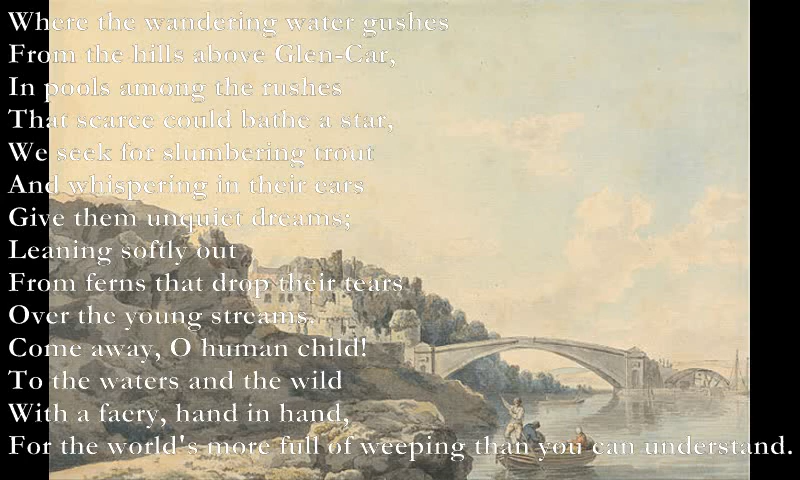 Where the wandering water gushes
From the hills above Glen-Car,
In pools among the rushes
That scarce could bathe a star,
We seek for slumbering trout
And whispering in their ears
Give them unquiet dreams;
Leaning softly out
From ferns that drop their tears
Over the young streams.
Come away, O human child!
To the waters and the wild
With a faery, hand in hand,
For the world's more full of weeping than you can understand.